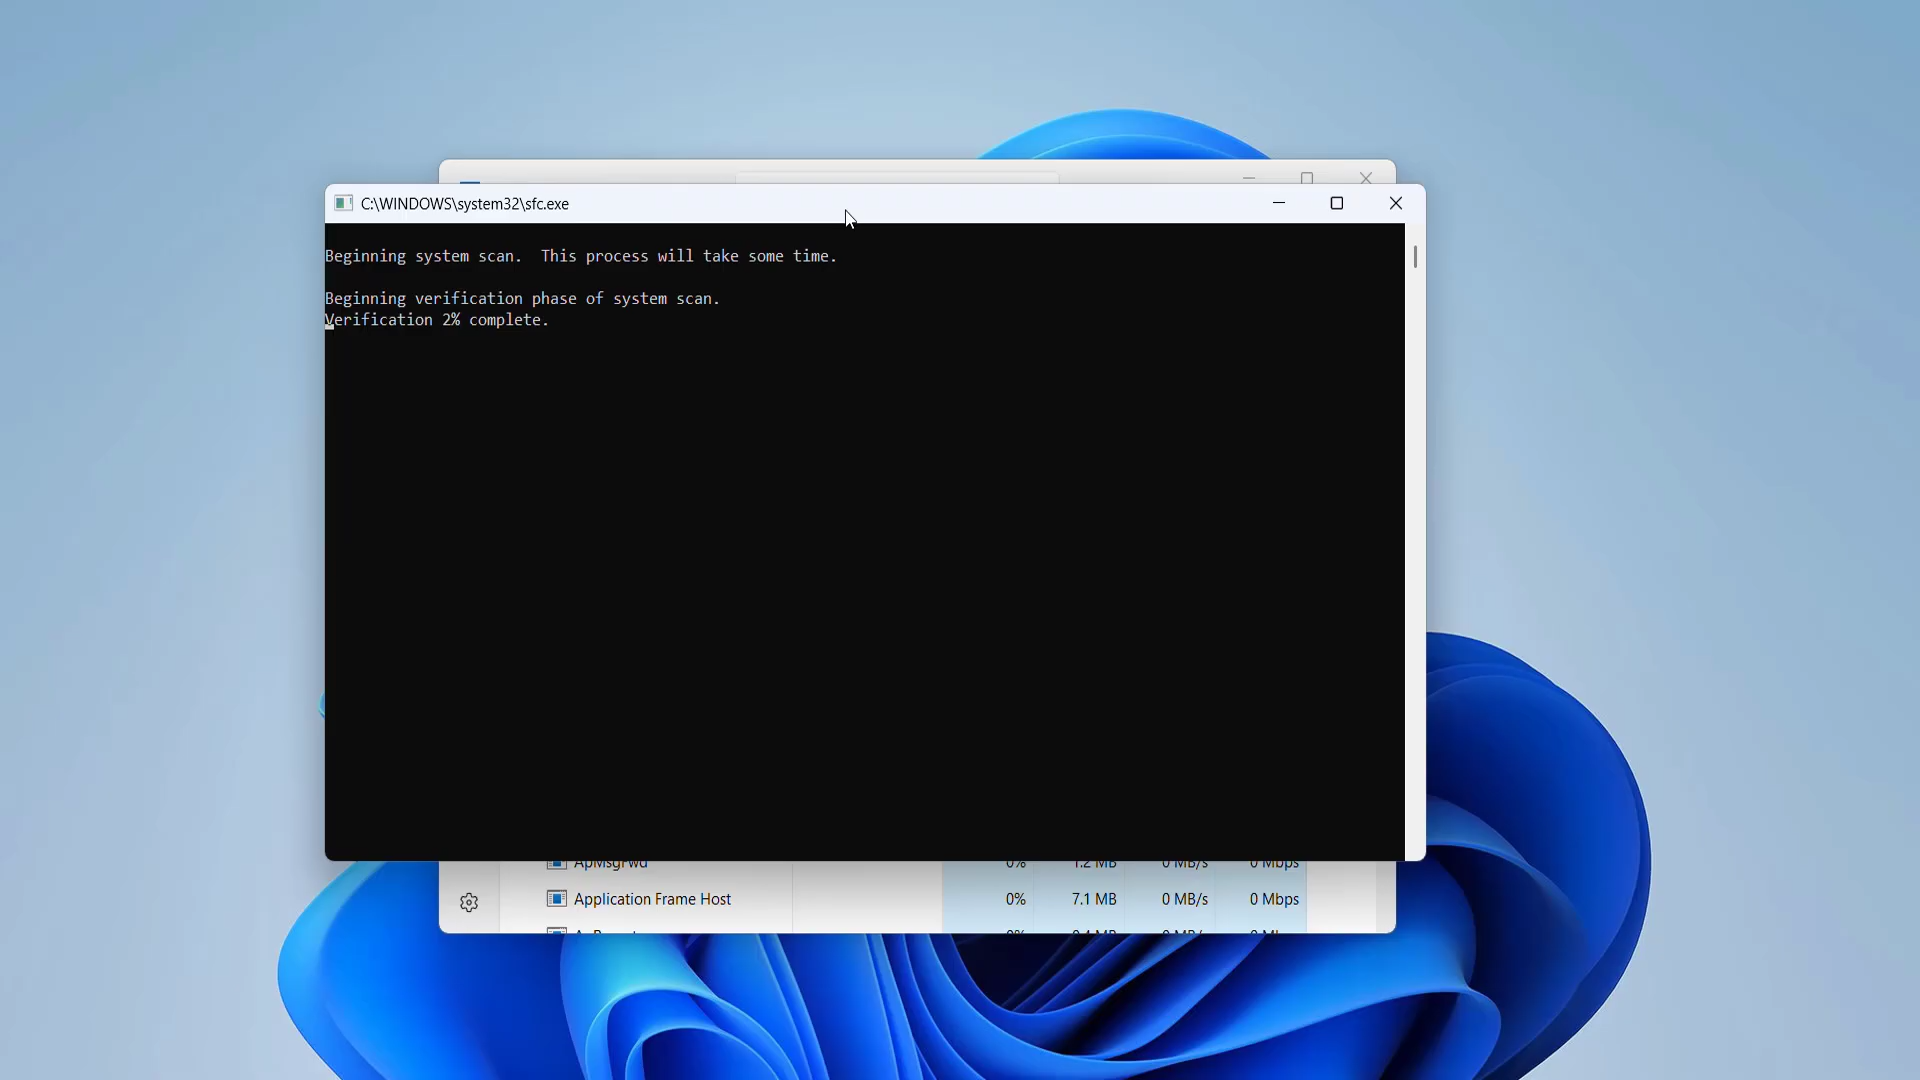 C:\WINDOWS\system32\sfc.exe
Beginning system scan.  This process will take some time.
Beginning verification phase of system scan.
Verification 2% complete.
ApMsgFwd 0% 1.2 MB 0 MB/s 0 Mbps
Application Frame Host 0% 7.1 MB 0 MB/s 0 Mbps